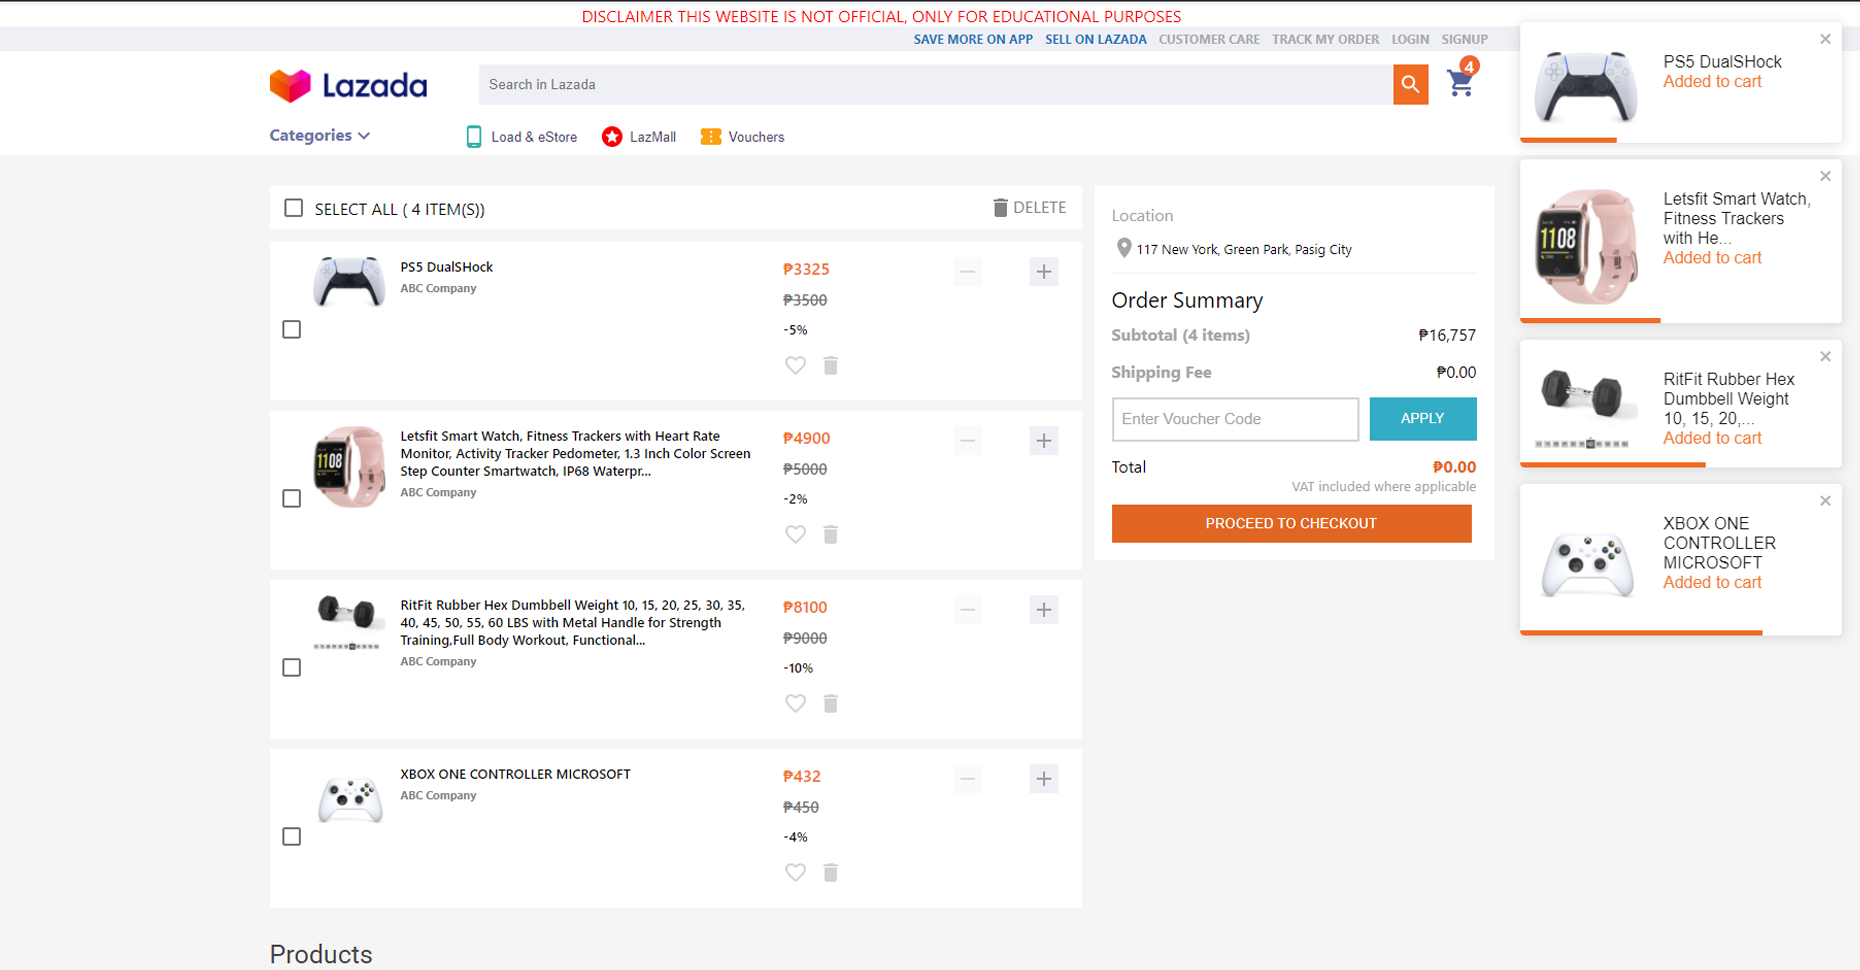 DISCLAIMER THIS WEBSITE IS NOT OFFICIAL, ONLY FOR EDUCATIONAL PURPOSES
SAVE MORE ON APP SELL ON LAZADA CUSTOMER CARE TRACK MY ORDER LOGIN SIGNUP
Lazada
Search in Lazada
4
Categories
Load & eStore
LazMall
Vouchers
SELECT ALL ( 4 ITEM(S))
DELETE
PS5 DualSHock
ABC Company
₱3325
₱3500
-5%
Letsfit Smart Watch, Fitness Trackers with Heart Rate
Monitor, Activity Tracker Pedometer, 1.3 Inch Color Screen
Step Counter Smartwatch, IP68 Waterpr...
ABC Company
₱4900
₱5000
-2%
RitFit Rubber Hex Dumbbell Weight 10, 15, 20, 25, 30, 35,
40, 45, 50, 55, 60 LBS with Metal Handle for Strength
Training,Full Body Workout, Functional...
ABC Company
₱8100
₱9000
-10%
XBOX ONE CONTROLLER MICROSOFT
ABC Company
₱432
₱450
-4%
Products
Location
117 New York, Green Park, Pasig City
Order Summary
Subtotal (4 items) ₱16,757
Shipping Fee ₱0.00
Enter Voucher Code
APPLY
Total ₱0.00
VAT included where applicable
PROCEED TO CHECKOUT
PS5 DualSHock
Added to cart
Letsfit Smart Watch,
Fitness Trackers
with He...
Added to cart
11:08
RitFit Rubber Hex
Dumbbell Weight
10, 15, 20,...
Added to cart
XBOX ONE
CONTROLLER
MICROSOFT
Added to cart